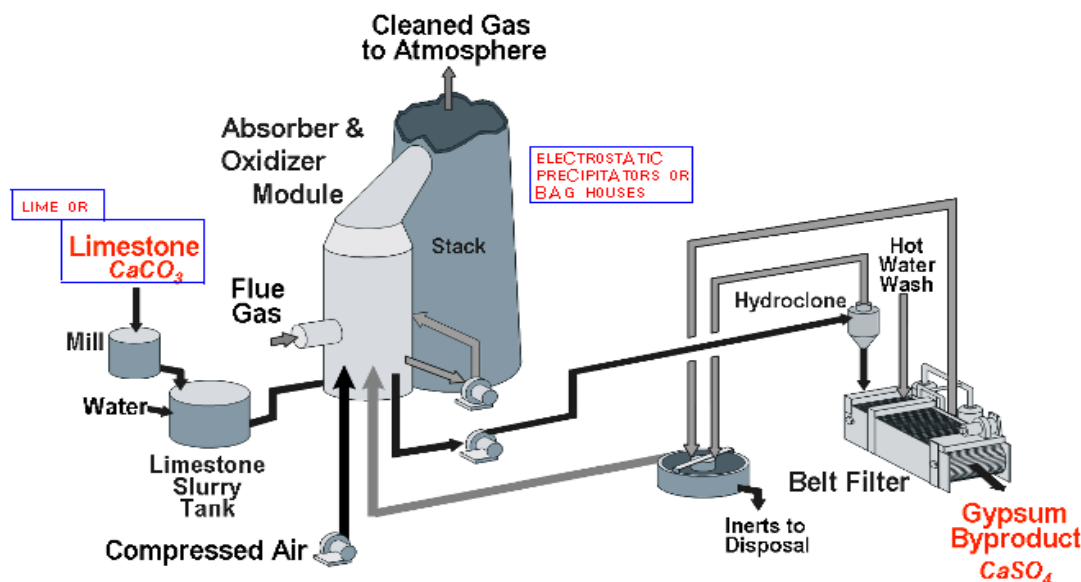 Cleaned Gas
to Atmosphere
Absorber &
Oxidizer
Module
ELECTROSTATIC
PRECIPITATORS OR
BAG HOUSES
LIME OR
Limestone
CaCO₃
Stack
Flue
Gas
Hot
Water
Wash
Hydroclone
Mill
Water
Limestone
Slurry
Tank
Belt Filter
Inerts to
Disposal
Compressed Air
Gypsum
Byproduct
CaSO₄